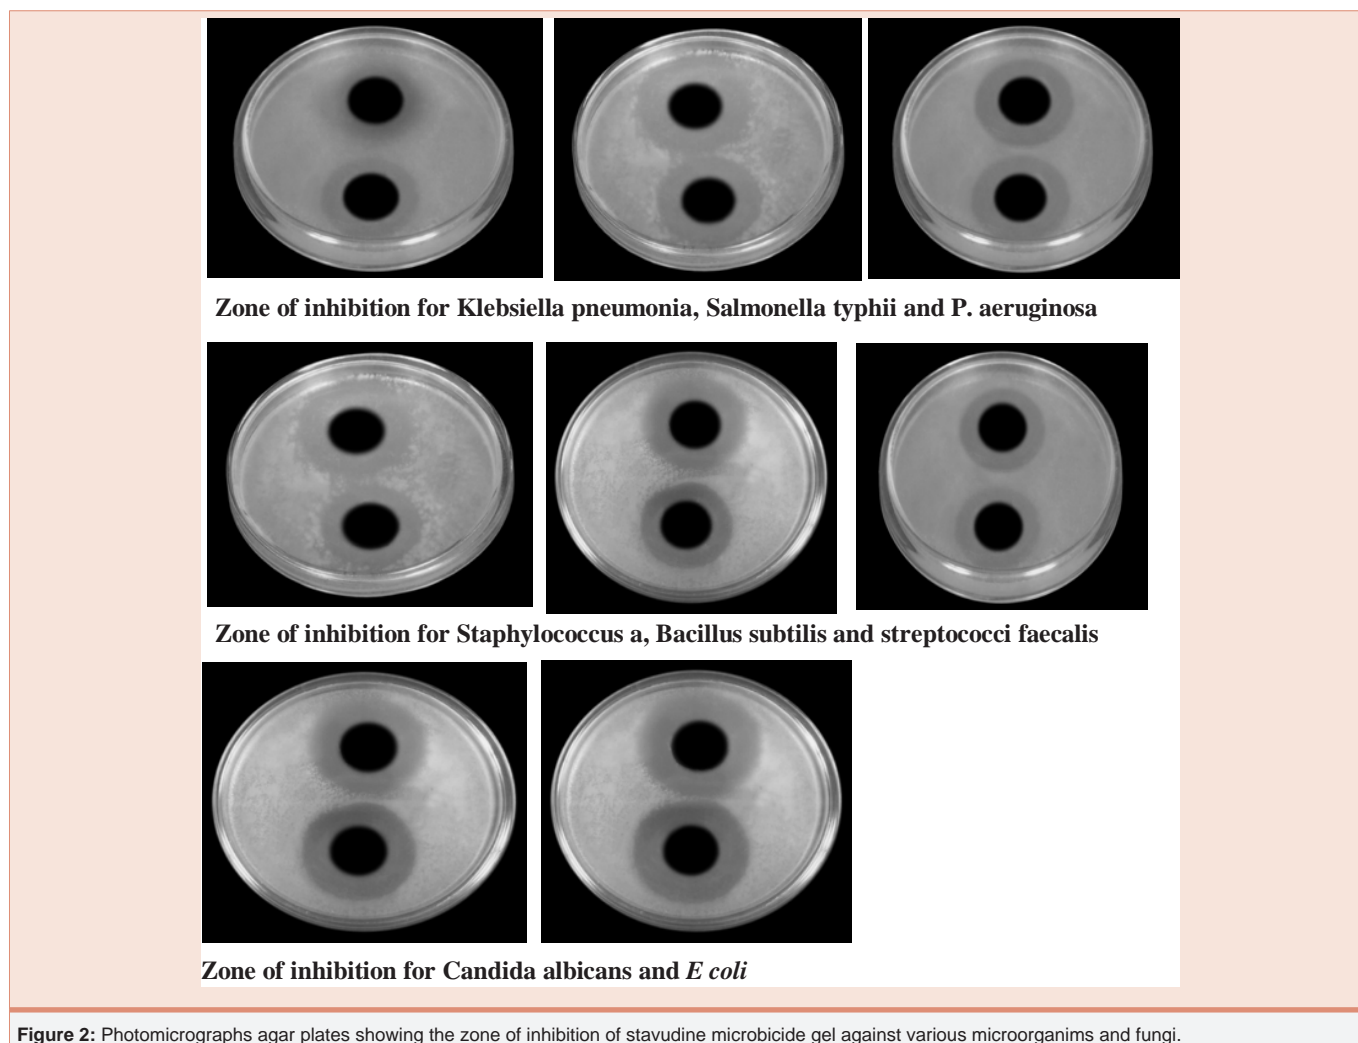 Zone of inhibition for Klebsiella pneumonia, Salmonella typhii and P. aeruginosa
Zone of inhibition for Staphylococcus a, Bacillus subtilis and streptococci faecalis
Zone of inhibition for Candida albicans and E coli
Figure 2: Photomicrographs agar plates showing the zone of inhibition of stavudine microbicide gel against various microorganims and fungi.